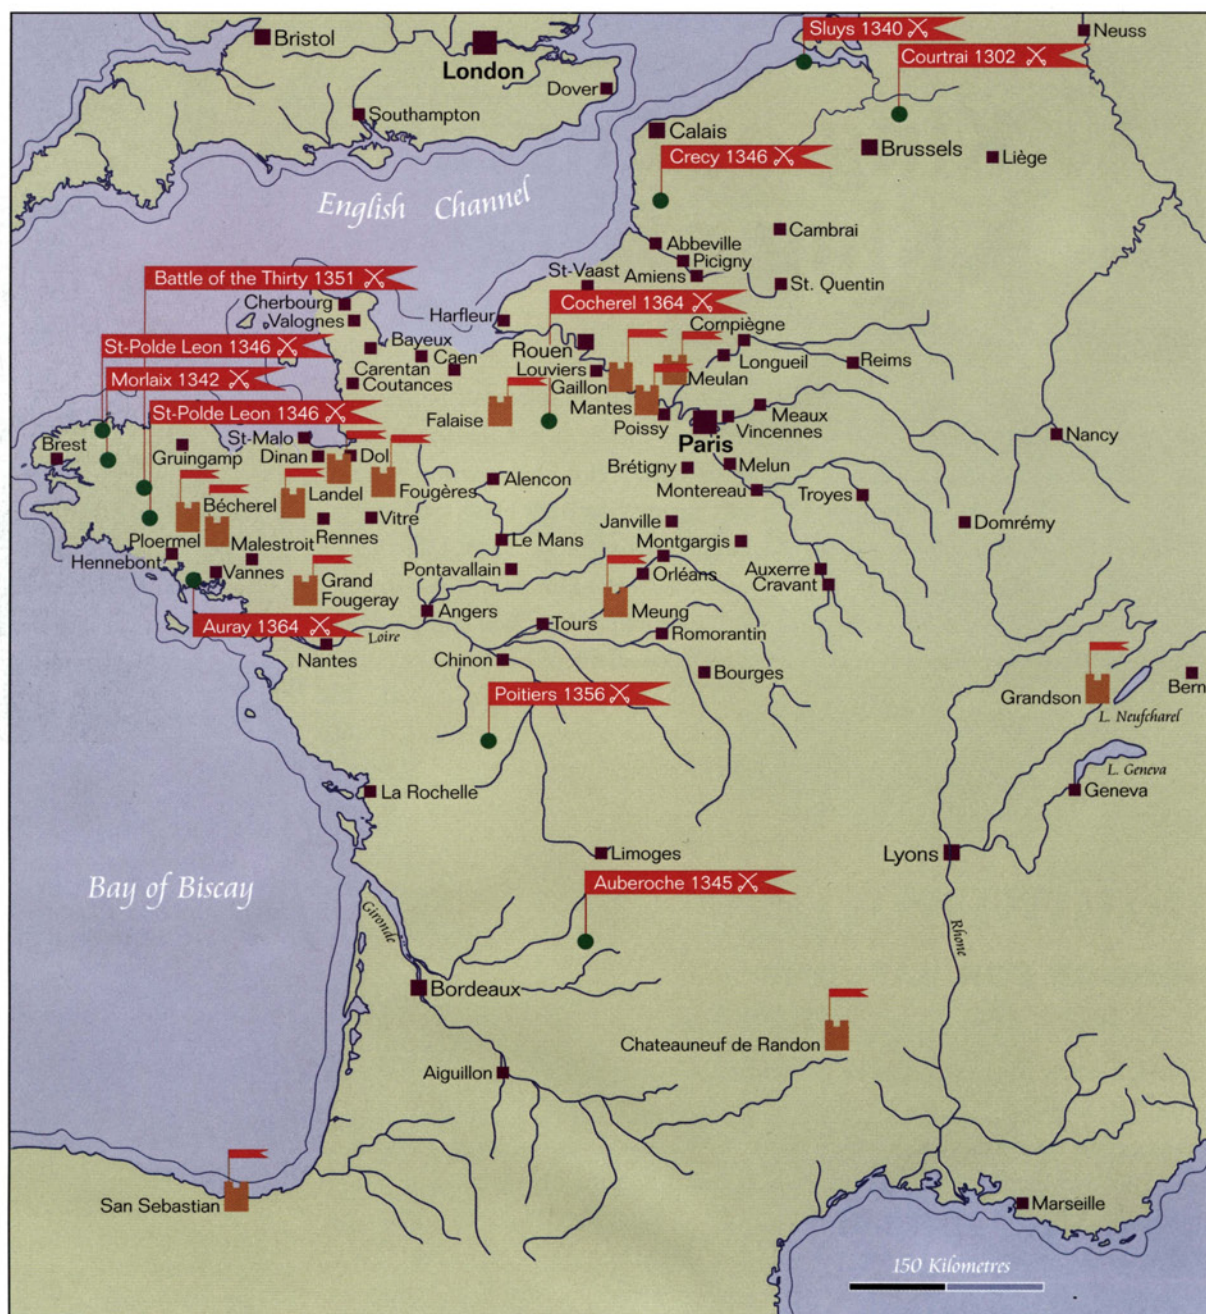 Sluys 1340
Neuss
Bristol
London
Courtrai 1302
Dover
Southampton
Calais
Brussels
Crecy 1346
Liège
English Channel
Cambrai
Abbeville
Picigny
Battle of the Thirty 1351
St-Vaast
Amiens
St. Quentin
Cherbourg
Cocherel 1364
Valognes
Harfleur
Compiègne
St-Polde Leon 1346
Bayeux
Rouen
Caen
Longueil
Reims
Carentan
Louviers
Morlaix 1342
Coutances
Gaillon
Meulan
St-Polde Leon 1346
Falaise
Mantes
Meaux
Poissy
Vincennes
Paris
St-Malo
Nancy
Brest
Gruingamp
Dinan
Dol
Brétigny
Melun
Alencon
Landel
Fougères
Montereau
Troyes
Bécherel
Vitre
Janville
Domrémy
Rennes
Ploermel
Le Mans
Montgargis
Malestroit
Hennebont
Vannes
Pontavallain
Orléans
Auxerre
Grand
Fougeray
Cravant
Angers
Meung
Auray 1364
Tours
Loire
Romorantin
Nantes
Chinon
Bourges
Bern
Poitiers 1356
Grandson
L. Neufcharel
L. Geneva
La Rochelle
Geneva
Limoges
Lyons
Bay of Biscay
Auberoche 1345
Gironde
Rhone
Bordeaux
Chateauneuf de Randon
Aiguillon
San Sebastian
Marseille
150 Kilometres